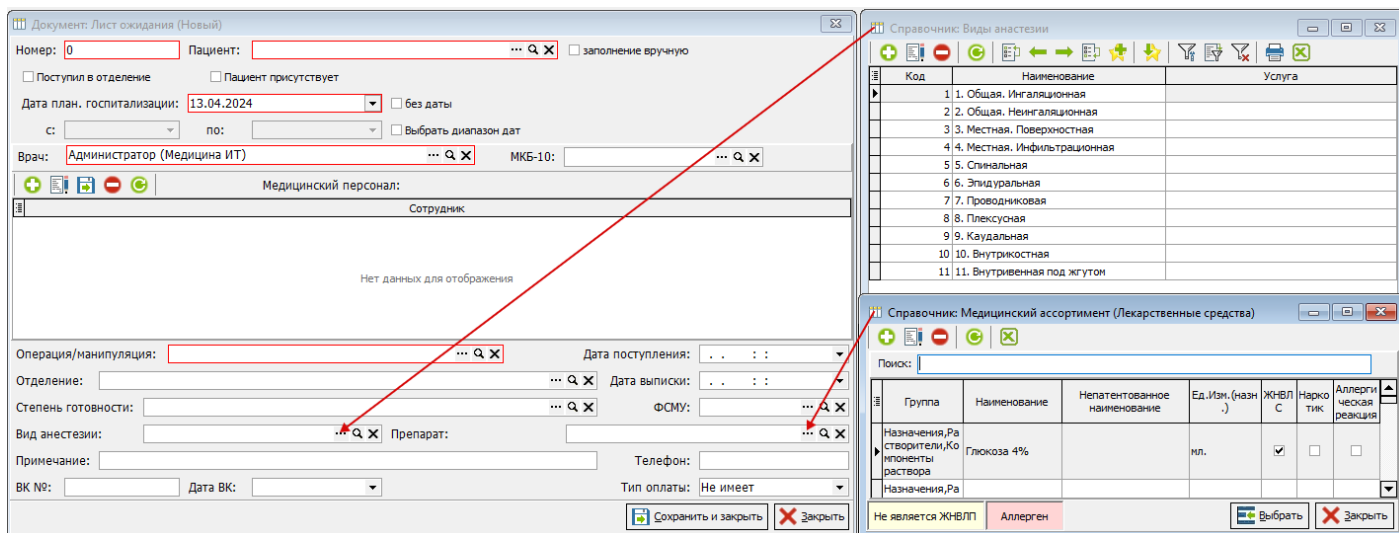 Документ: Лист ожидания (Новый)
Номер: 0 Пациент: заполнение вручную
Поступил в отделение Пациент присутствует
Дата план. госпитализации: 13.04.2024 без даты
с: по: Выбрать диапазон дат
Врач: Администратор (Медицина ИТ) МКБ-10:
Медицинский персонал:
Сотрудник
Нет данных для отображения
Операция/манипуляция: Дата поступления: . . : :
Отделение: Дата выписки: . . : :
Степень готовности: ФСМУ:
Вид анестезии: Препарат:
Примечание: Телефон:
ВК №: Дата ВК: Тип оплаты: Не имеет
Сохранить и закрыть Закрыть
Справочник: Виды анастезии
Код Наименование Услуга
1 1. Общая. Ингаляционная
2 2. Общая. Неингаляционная
3 3. Местная. Поверхностная
4 4. Местная. Инфильтрационная
5 5. Спинальная
6 6. Эпидуральная
7 7. Проводниковая
8 8. Плексусная
9 9. Каудальная
10 10. Внутрикостная
11 11. Внутривенная под жгутом
Справочник: Медицинский ассортимент (Лекарственные средства)
Поиск:
Группа Наименование Непатентованное наименование Ед.Изм.(назн.) ЖНВЛС Наркотик Аллергическая реакция
Назначения,Ра
створители,Ко
мпоненты
раствора
Глюкоза 4% мл.
Назначения,Ра
Не является ЖНВЛП Аллерген Выбрать Закрыть